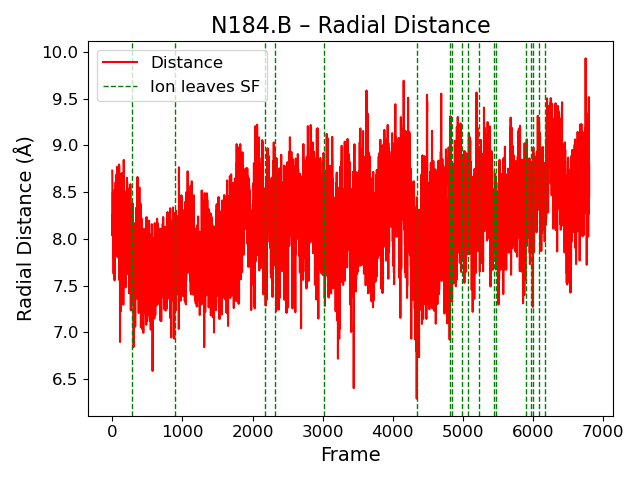 N184.B – Radial Distance
Distance
Ion leaves SF
Radial Distance (Å)
10.0
9.5
9.0
8.5
8.0
7.5
7.0
6.5
0 1000 2000 3000 4000 5000 6000 7000
Frame